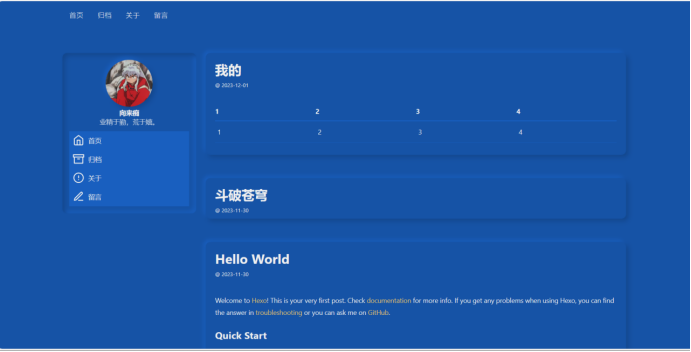 首页 归档 关于 留言
向来痴
业精于勤，荒于嬉。
首页
归档
关于
留言
我的
2023-12-01
1 2 3 4
1 2 3 4
斗破苍穹
2023-11-30
Hello World
2023-11-30
Welcome to Hexo! This is your very first post. Check documentation for more info. If you get any problems when using Hexo, you can
find the answer in troubleshooting or you can ask me on GitHub.
Quick Start